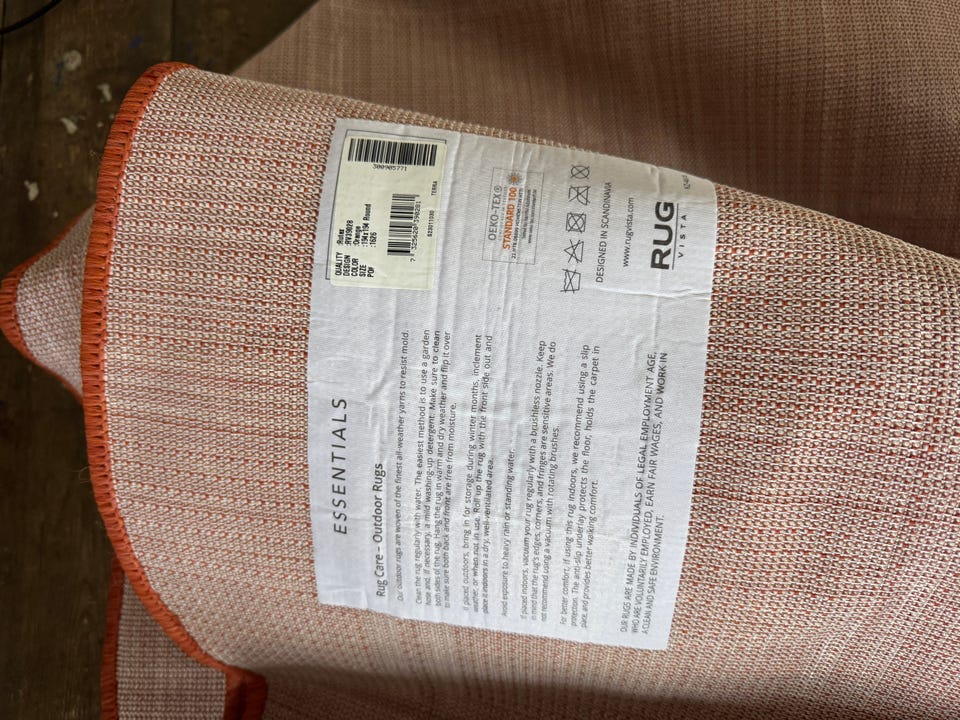 ESSENTIALS
Rug Care – Outdoor Rugs
Our outdoor rugs are woven of the finest all-weather yarns to resist mold.
Clean the rug regularly with water. The easiest method is to use a garden
hose and, if necessary, a mild washing-up detergent. Make sure to clean
both sides of the rug. Hang the rug in warm and dry weather and flip it over
to make sure both back and front are free from moisture.
If placed outdoors, bring in for storage during winter months, inclement
weather, or when not in use. Roll up the rug with the front side out and
place it indoors in a dry, well-ventilated area.
Avoid exposure to heavy rain or standing water.
If placed indoors, vacuum your rug regularly with a brushless nozzle. Keep
in mind that the rug's edges, corners, and fringes are sensitive areas. We do
not recommend using a vacuum with rotating brushes.
For better comfort, if using this rug indoors, we recommend using a slip
protection. The anti-slip underlay protects the floor, holds the carpet in
place, and provides better walking comfort.
OUR RUGS ARE MADE BY INDIVIDUALS OF LEGAL EMPLOYMENT AGE,
WHO ARE VOLUNTARILY EMPLOYED, EARN FAIR WAGES, AND WORK IN
A CLEAN AND SAFE ENVIRONMENT.
QUALITY :Rolex
DESIGN :RVX39028
COLOR :Orange
SIZE
PO#
300905771
TERRA
S23011030
OEKO-TEX®
STANDARD 100
DESIGNED IN SCANDINAVIA
www.rugvista.com
RUG
VISTA